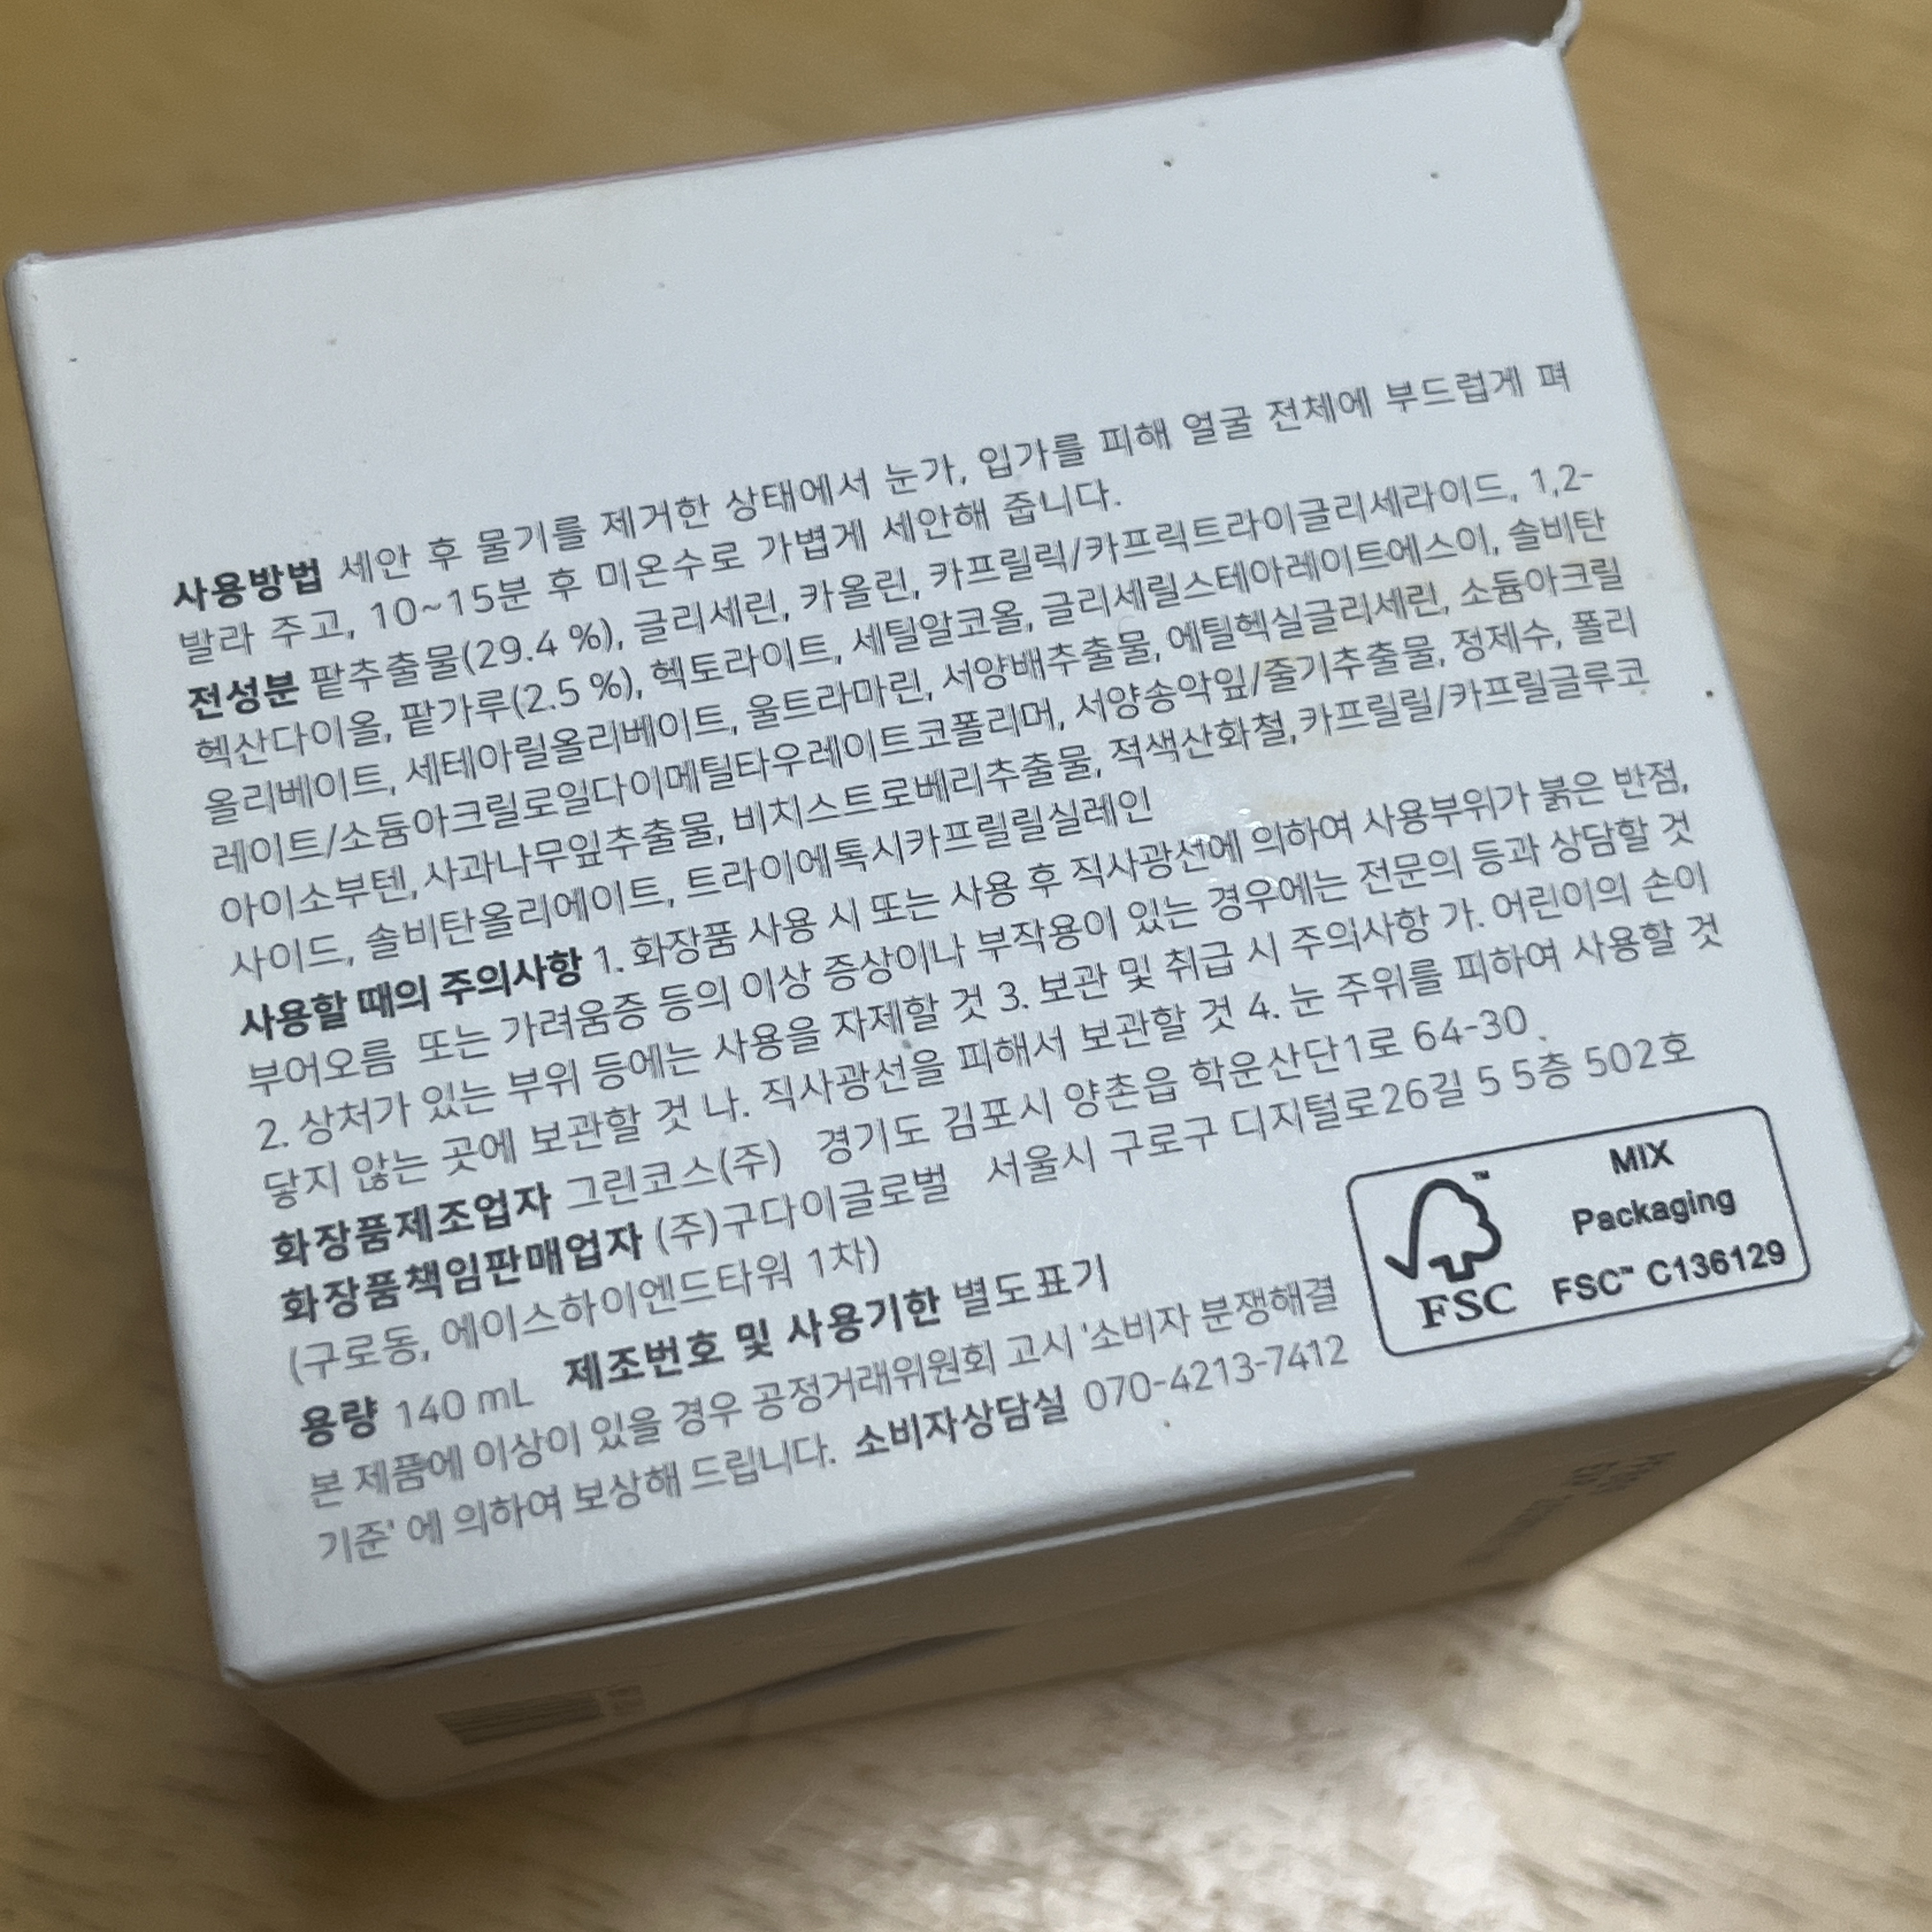 사용방법 세안 후 물기를 제거한 상태에서 눈가, 입가를 피해 얼굴 전체에 부드럽게 펴
발라 주고, 10~15분 후 미온수로 가볍게 세안해 줍니다.
전성분 팥추출물(29.4 %), 글리세린, 카올린, 카프릴릭/카프릭트라이글리세라이드, 1,2-
헥산다이올, 팥가루(2.5 %), 헥토라이트, 세틸알코올, 글리세릴스테아레이트에스이, 솔비탄
올리베이트, 세테아릴올리베이트, 울트라마린, 서양배추출물, 에틸헥실글리세린, 소듐아크릴
레이트/소듐아크릴로일다이메틸타우레이트코폴리머, 서양송악잎/줄기추출물, 정제수, 폴리
아이소부텐, 사과나무잎추출물, 비치스트로베리추출물, 적색산화철, 카프릴릴/카프릴글루코
사이드, 솔비탄올리에이트, 트라이에톡시카프릴릴실레인
사용할 때의 주의사항 1. 화장품 사용 시 또는 사용 후 직사광선에 의하여 사용부위가 붉은 반점,
부어오름 또는 가려움증 등의 이상 증상이나 부작용이 있는 경우에는 전문의 등과 상담할 것
2. 상처가 있는 부위 등에는 사용을 자제할 것 3. 보관 및 취급 시 주의사항 가. 어린이의 손이
닿지 않는 곳에 보관할 것 나. 직사광선을 피해서 보관할 것 4. 눈 주위를 피하여 사용할 것
화장품제조업자 그린코스(주) 경기도 김포시 양촌읍 학운산단1로 64-30
화장품책임판매업자 (주)구다이글로벌 서울시 구로구 디지털로26길 5 5층 502호
(구로동, 에이스하이엔드타워 1차)
용량 140 mL 제조번호 및 사용기한 별도표기
본 제품에 이상이 있을 경우 공정거래위원회 고시 '소비자 분쟁해결
기준' 에 의하여 보상해 드립니다. 소비자상담실 070-4213-7412
FSC
MIX
Packaging
FSC™ C136129